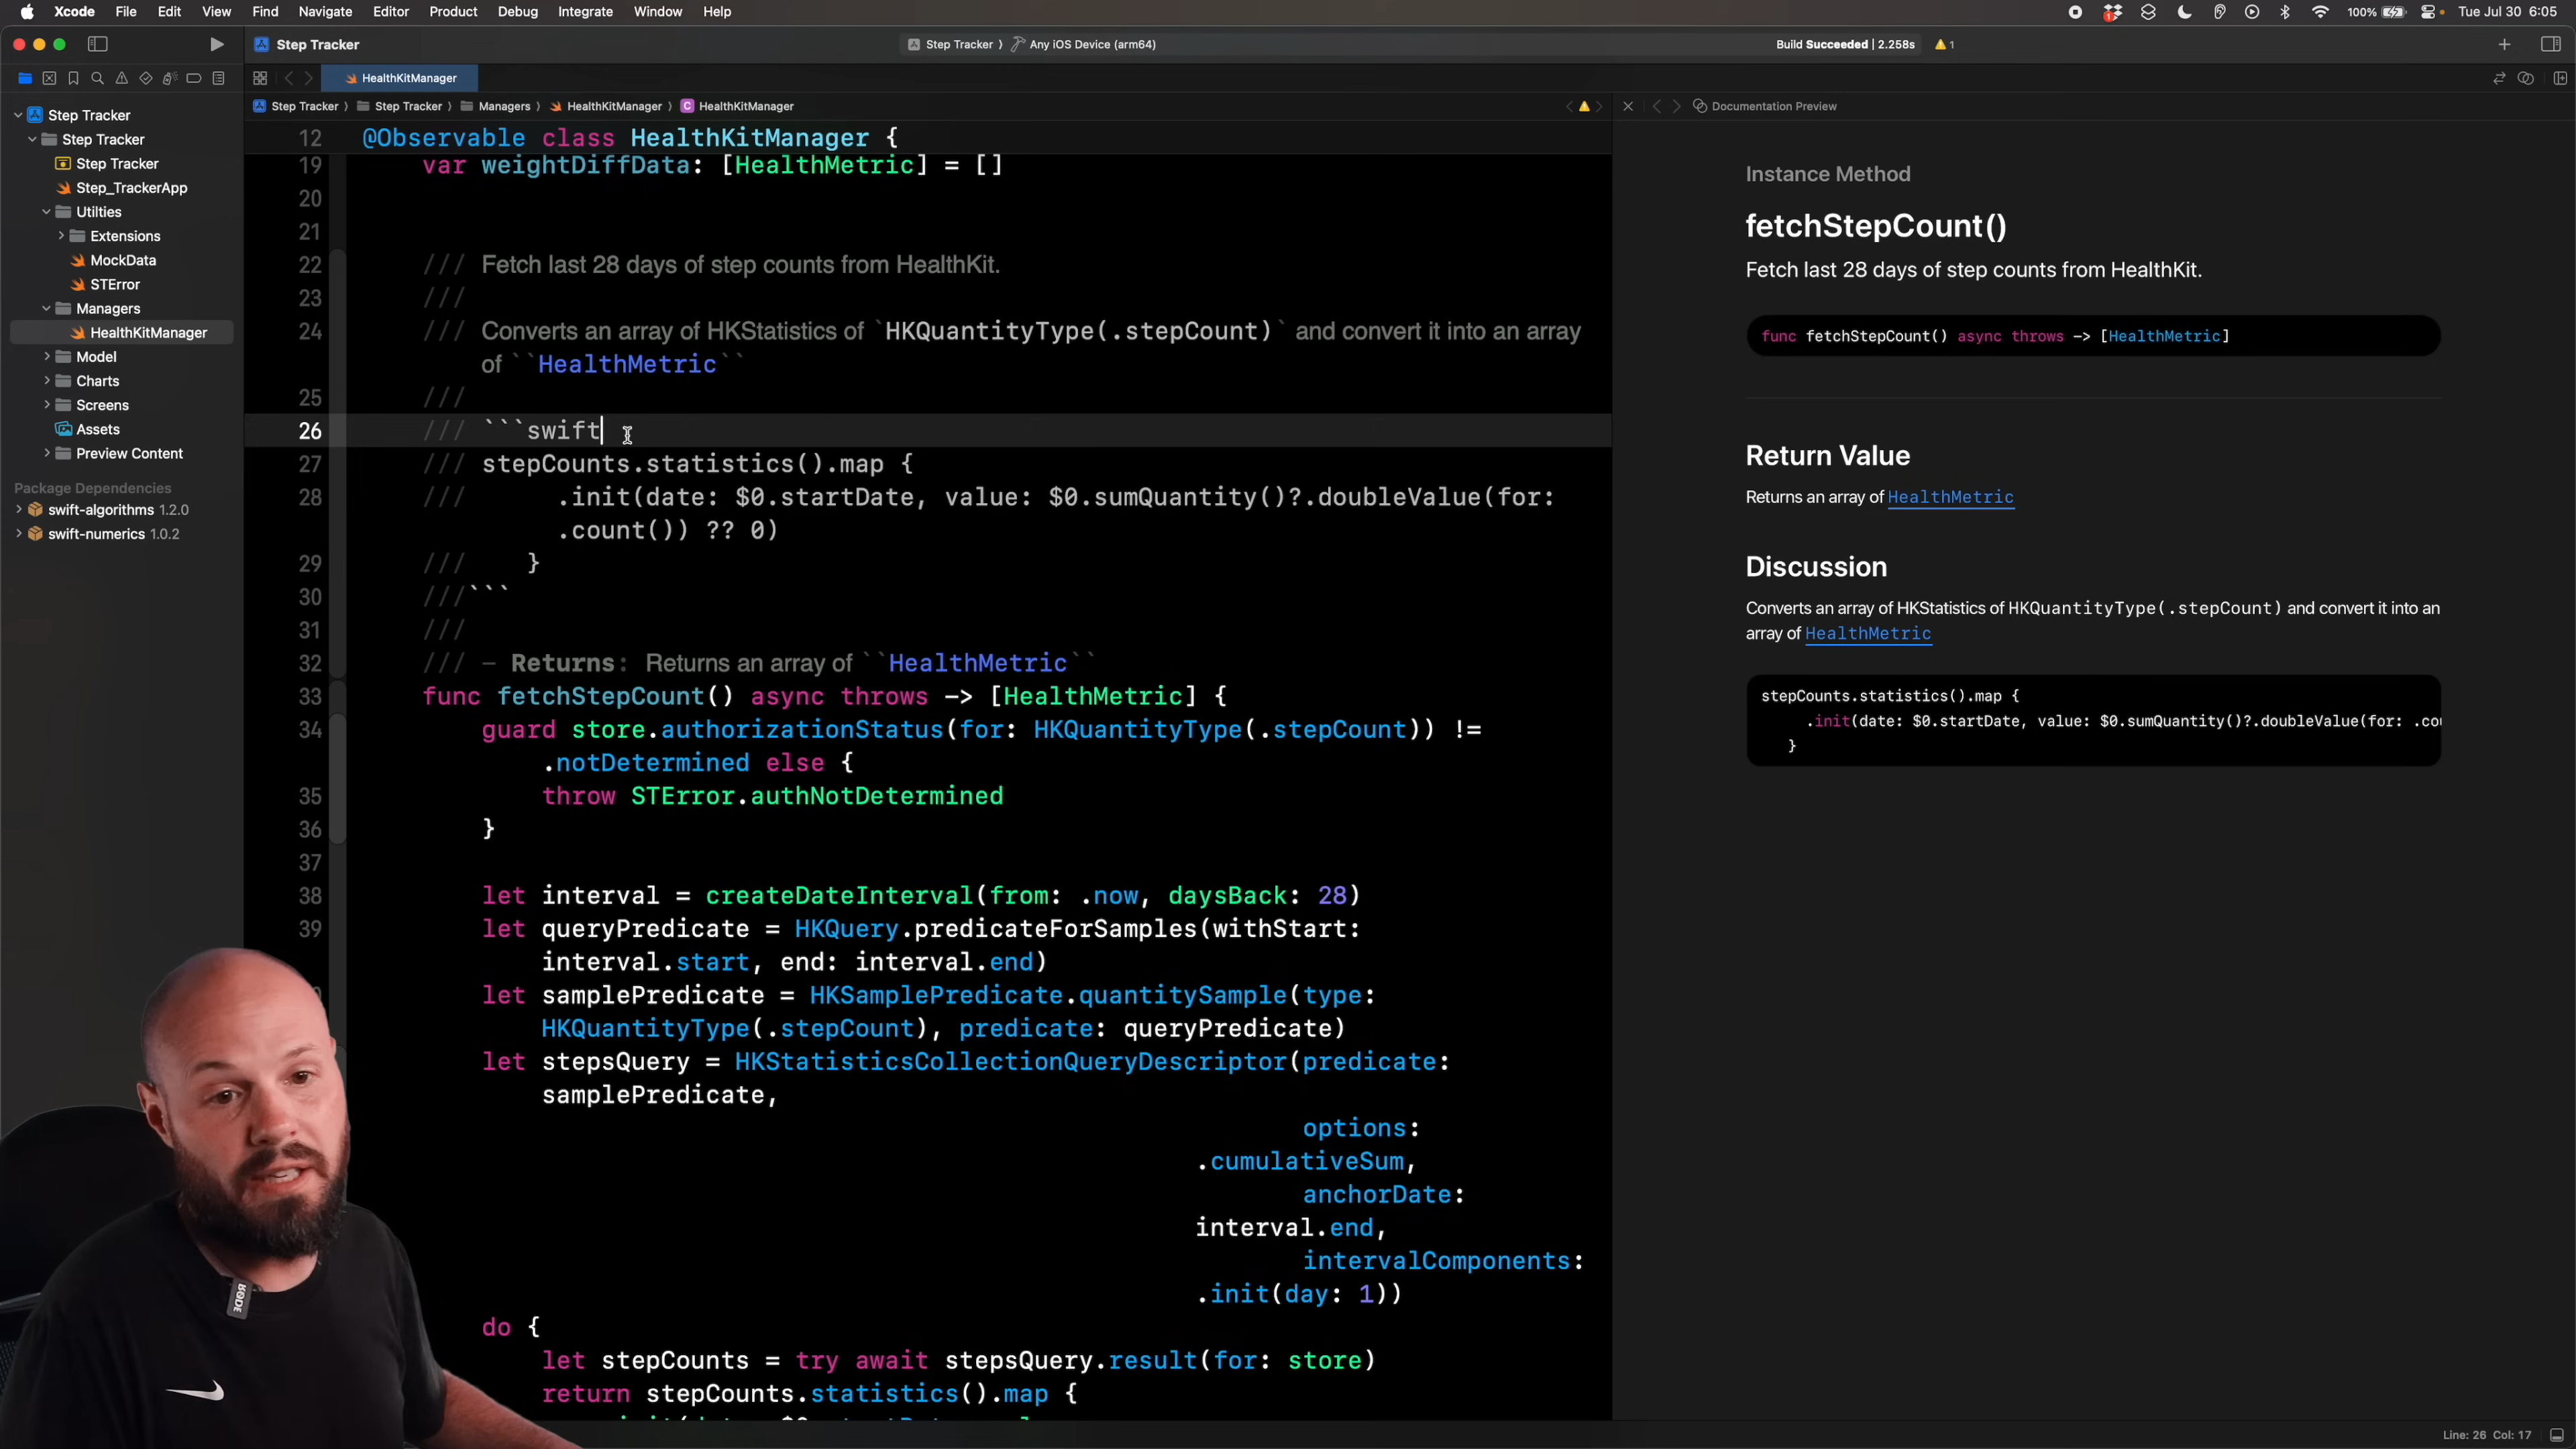 Xcode File Edit View Find Navigate Editor Product Debug Integrate Window Help
1 100% Tue Jul 30 6:05
Step Tracker
Step Tracker ⟩ Any iOS Device (arm64)
Build Succeeded | 2.258s 1
HealthKitManager
Step Tracker
Step Tracker
Step Tracker
Step_TrackerApp
Utilties
Extensions
MockData
STError
Managers
HealthKitManager
Model
Charts
Screens
Assets
Preview Content
Package Dependencies
swift-algorithms 1.2.0
swift-numerics 1.0.2
Step Tracker ⟩ Step Tracker ⟩ Managers ⟩ HealthKitManager ⟩ C HealthKitManager
12 @Observable class HealthKitManager {
19 var weightDiffData: [HealthMetric] = []
20
21
22 /// Fetch last 28 days of step counts from HealthKit.
23 ///
24 /// Converts an array of HKStatistics of `HKQuantityType(.stepCount)` and convert it into an array
of ``HealthMetric``
25 ///
26 /// ```swift
27 /// stepCounts.statistics().map {
28 /// .init(date: $0.startDate, value: $0.sumQuantity()?.doubleValue(for:
.count()) ?? 0)
29 /// }
30 ///```
31 ///
32 /// – Returns: Returns an array of ``HealthMetric``
33 func fetchStepCount() async throws -> [HealthMetric] {
34 guard store.authorizationStatus(for: HKQuantityType(.stepCount)) !=
.notDetermined else {
35 throw STError.authNotDetermined
36 }
37
38 let interval = createDateInterval(from: .now, daysBack: 28)
39 let queryPredicate = HKQuery.predicateForSamples(withStart:
interval.start, end: interval.end)
let samplePredicate = HKSamplePredicate.quantitySample(type:
HKQuantityType(.stepCount), predicate: queryPredicate)
let stepsQuery = HKStatisticsCollectionQueryDescriptor(predicate:
samplePredicate,
options:
.cumulativeSum,
anchorDate:
interval.end,
intervalComponents:
.init(day: 1))
do {
let stepCounts = try await stepsQuery.result(for: store)
return stepCounts.statistics().map {
Documentation Preview
Instance Method
fetchStepCount()
Fetch last 28 days of step counts from HealthKit.
func fetchStepCount() async throws -> [HealthMetric]
Return Value
Returns an array of HealthMetric
Discussion
Converts an array of HKStatistics of HKQuantityType(.stepCount) and convert it into an
array of HealthMetric
stepCounts.statistics().map {
.init(date: $0.startDate, value: $0.sumQuantity()?.doubleValue(for: .cou
}
RØDE
Line: 26 Col: 17